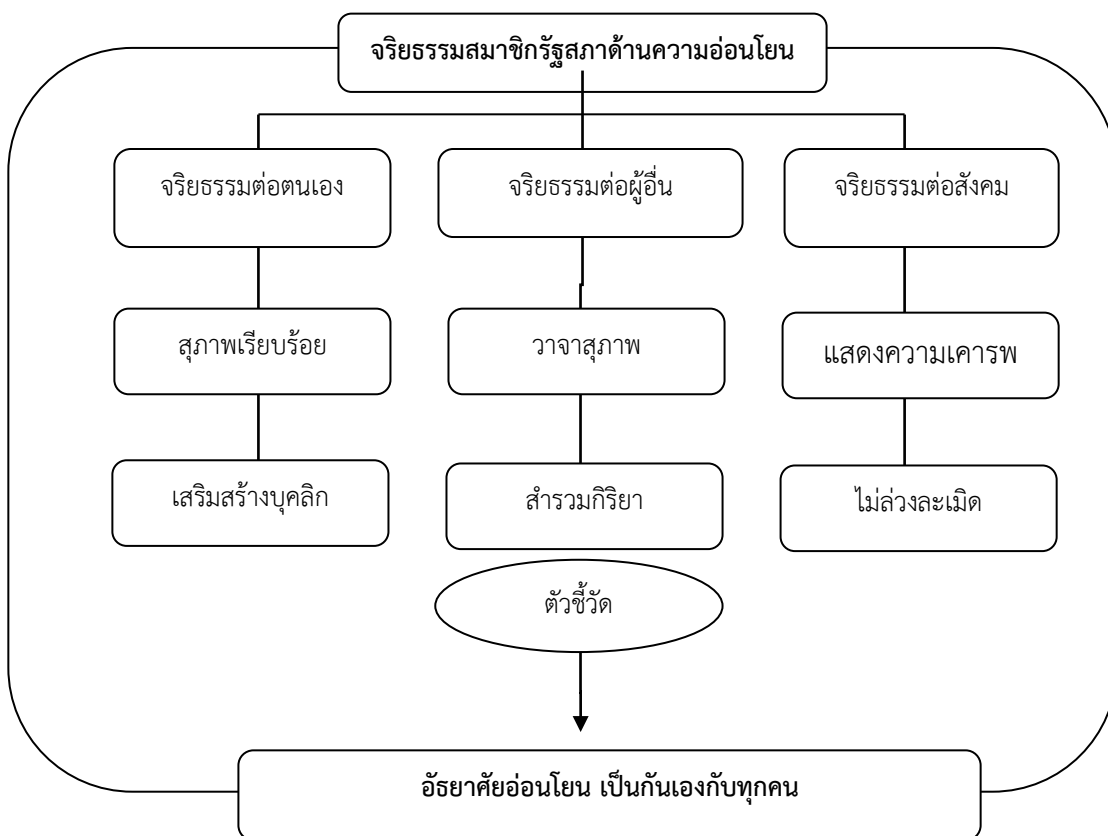 จริยธรรมสมาชิกรัฐสภาด้านความอ่อนโยน
จริยธรรมต่อตนเอง
จริยธรรมต่อผู้อื่น
จริยธรรมต่อสังคม
สุภาพเรียบร้อย
วาจาสุภาพ
แสดงความเคารพ
เสริมสร้างบุคลิก
สำรวมกิริยา
ไม่ล่วงละเมิด
ตัวชี้วัด
อัธยาศัยอ่อนโยน เป็นกันเองกับทุกคน